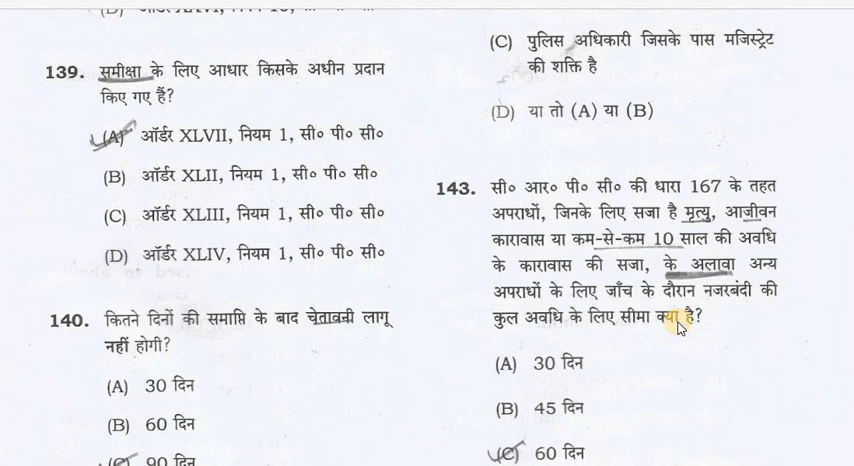 139. समीक्षा के लिए आधार किसके अधीन प्रदान
किए गए हैं?
(A) ऑर्डर XLVII, नियम 1, सी० पी० सी०
(B) ऑर्डर XLII, नियम 1, सी० पी० सी०
(C) ऑर्डर XLIII, नियम 1, सी० पी० सी०
(D) ऑर्डर XLIV, नियम 1, सी० पी० सी०
140. कितने दिनों की समाप्ति के बाद चेतावनी लागू
नहीं होगी?
(A) 30 दिन
(B) 60 दिन
(C) 90 दिन
(C) पुलिस अधिकारी जिसके पास मजिस्ट्रेट
की शक्ति है
(D) या तो (A) या (B)
143. सी० आर० पी० सी० की धारा 167 के तहत
अपराधों, जिनके लिए सजा है मृत्यु, आजीवन
कारावास या कम-से-कम 10 साल की अवधि
के कारावास की सजा, के अलावा अन्य
अपराधों के लिए जाँच के दौरान नजरबंदी की
कुल अवधि के लिए सीमा क्या है?
(A) 30 दिन
(B) 45 दिन
(C) 60 दिन